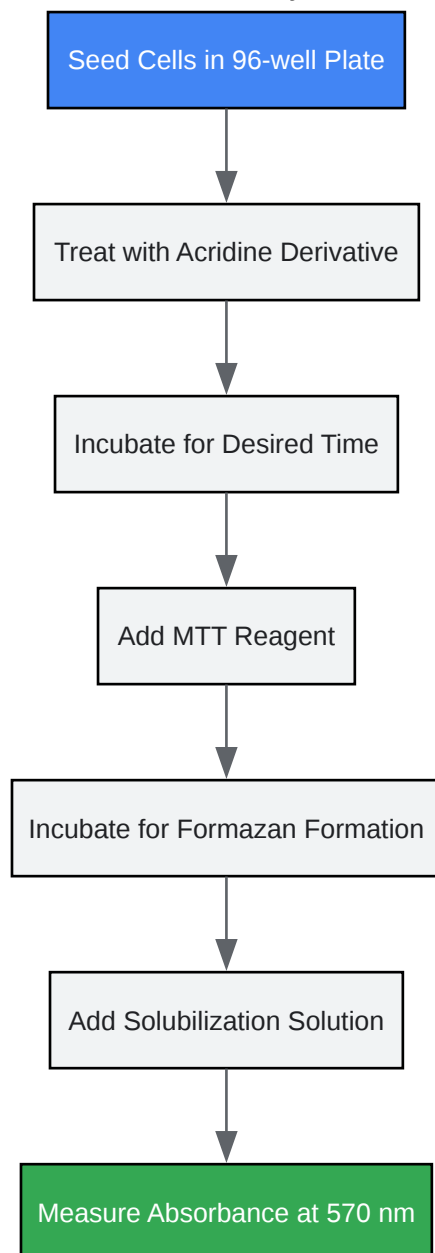 Seed Cells in 96-well Plate
Treat with Acridine Derivative
Incubate for Desired Time
Add MTT Reagent
Incubate for Formazan Formation
Add Solubilization Solution
Measure Absorbance at 570 nm